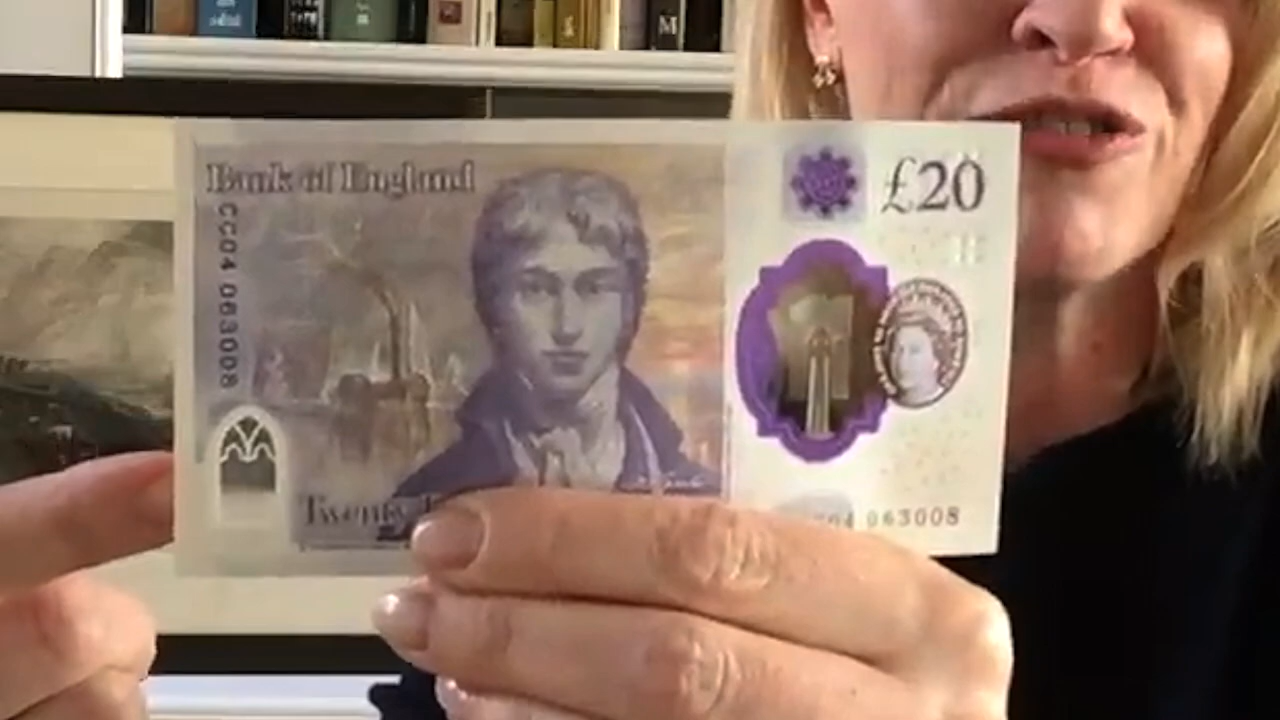 Bank of England
£20
CC04 063008
Twenty
04 063008
M